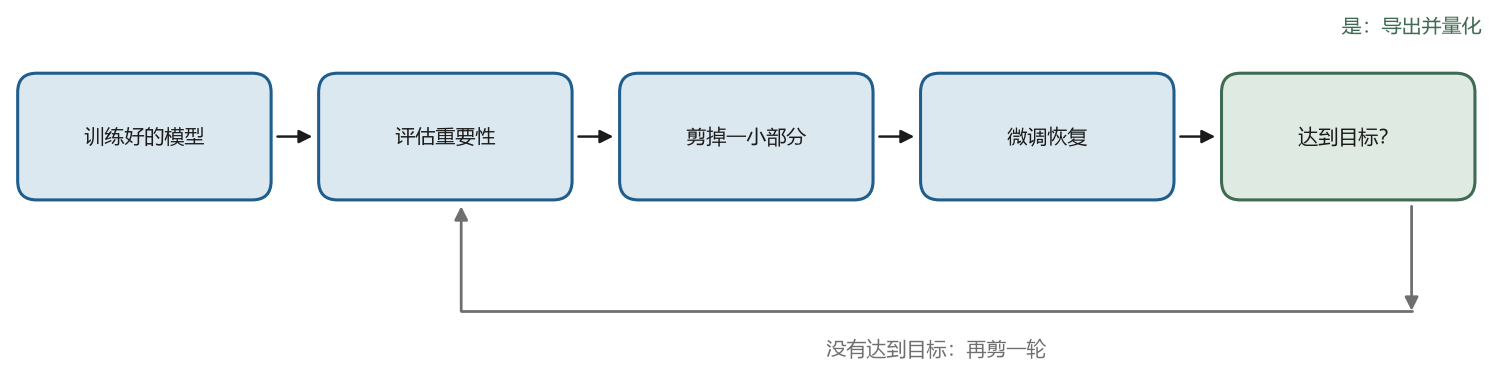 是：导出并量化
训练好的模型
评估重要性
剪掉一小部分
微调恢复
达到目标？
没有达到目标：再剪一轮